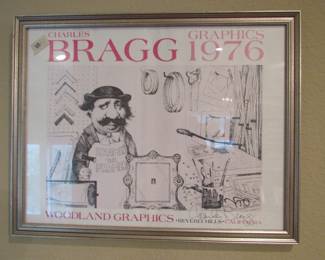 CHARLES GRAPHICS
BRAGG 1976
WOODLAND GRAPHICS • BEVERLY HILLS • CALIFORNIA